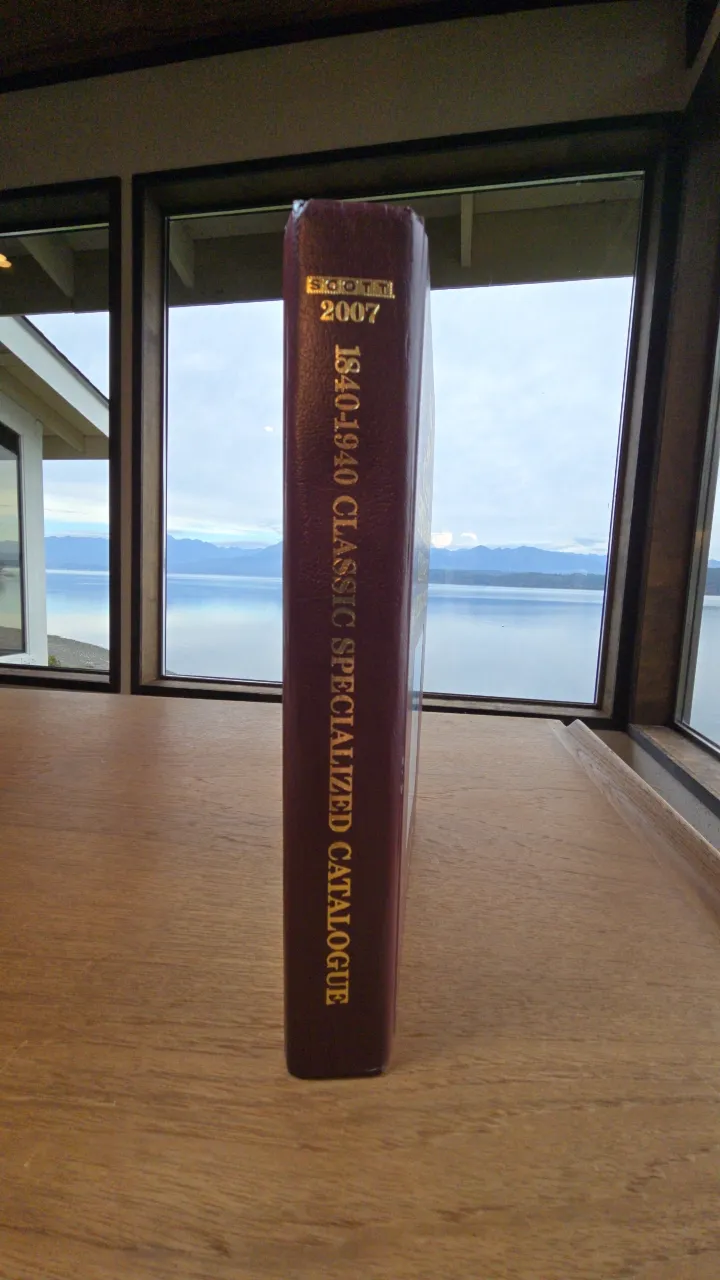 SCOTT
2007
1840-1940 CLASSIC SPECIALIZED CATALOGUE